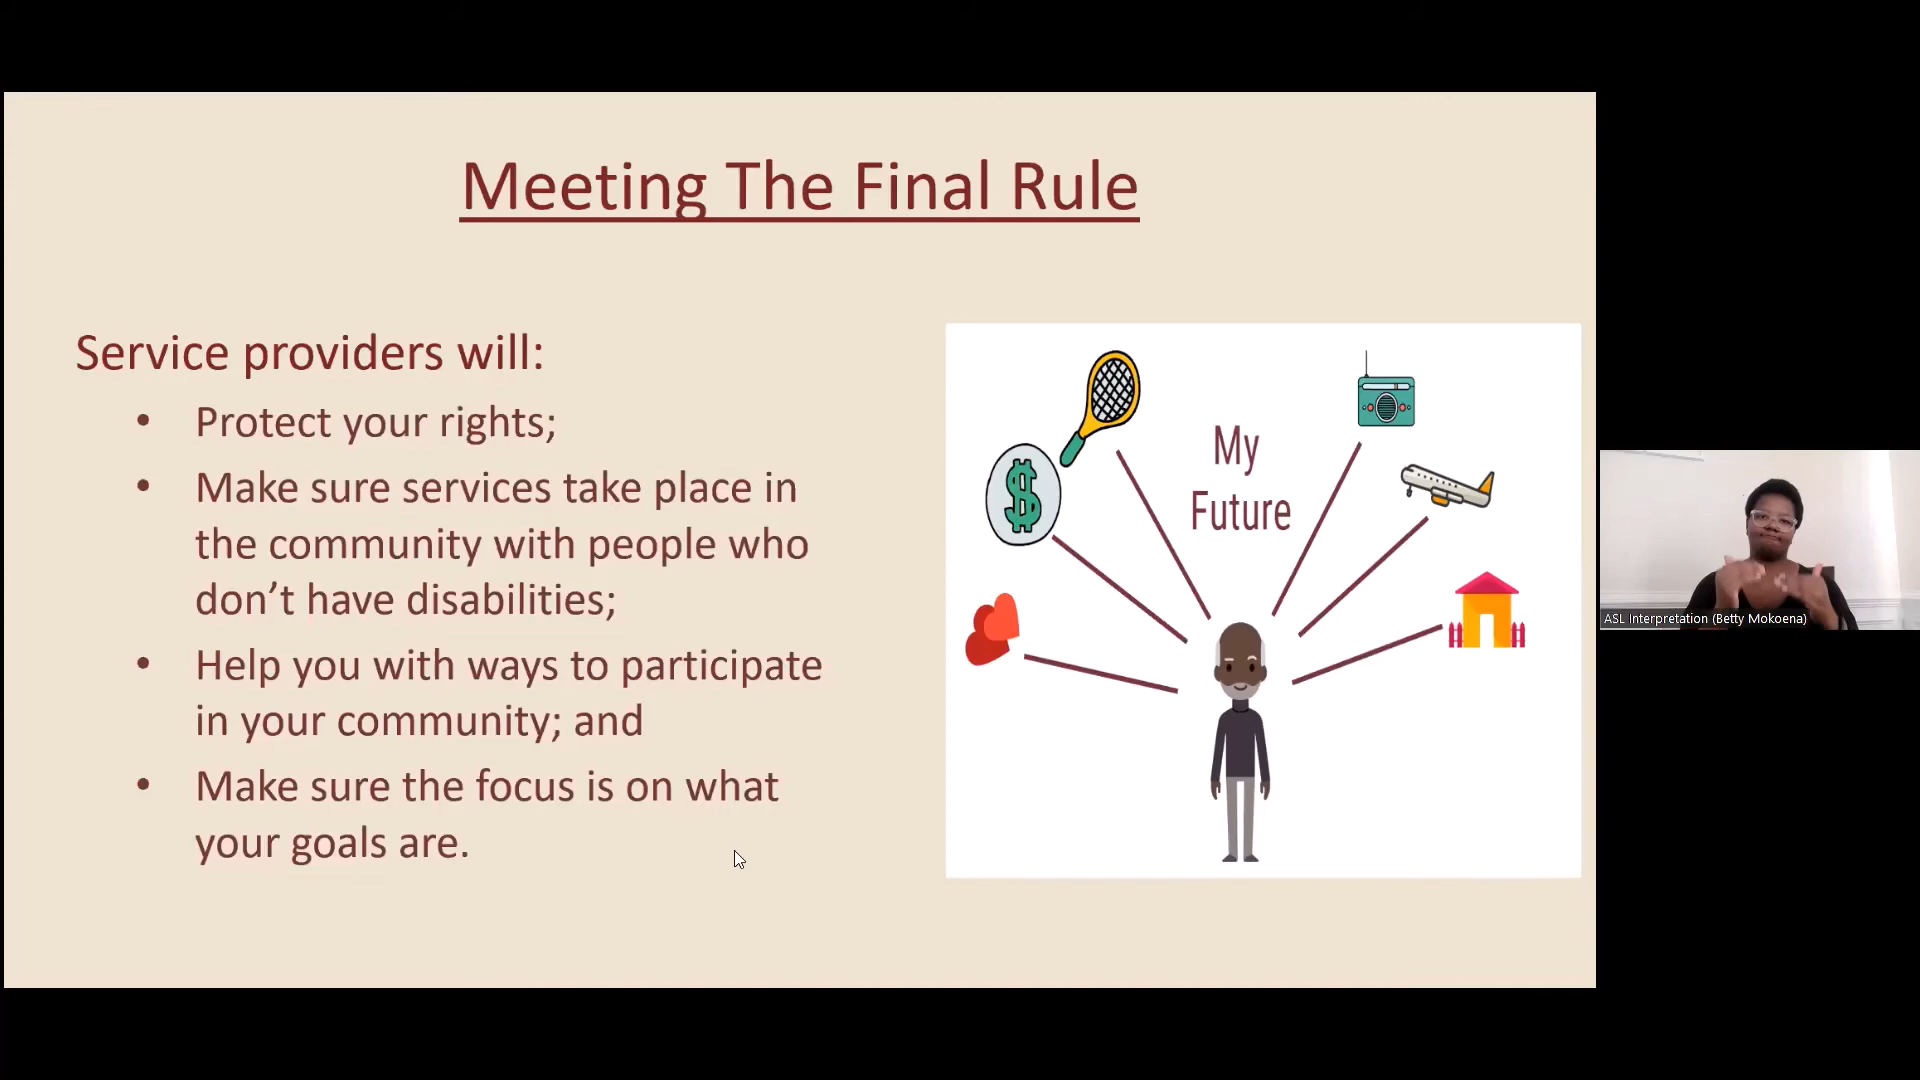 Meeting The Final Rule
Service providers will:
• Protect your rights;
• Make sure services take place in
the community with people who
don’t have disabilities;
• Help you with ways to participate
in your community; and
• Make sure the focus is on what
your goals are.
My
Future
ASL Interpretation (Betty Mokoena)